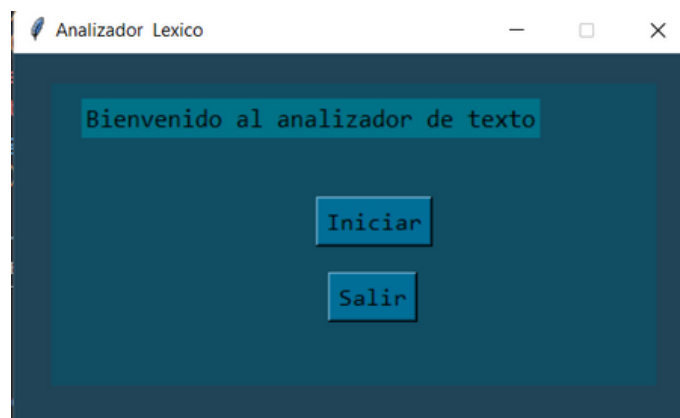 Analizador Lexico
Bienvenido al analizador de texto
Iniciar
Salir